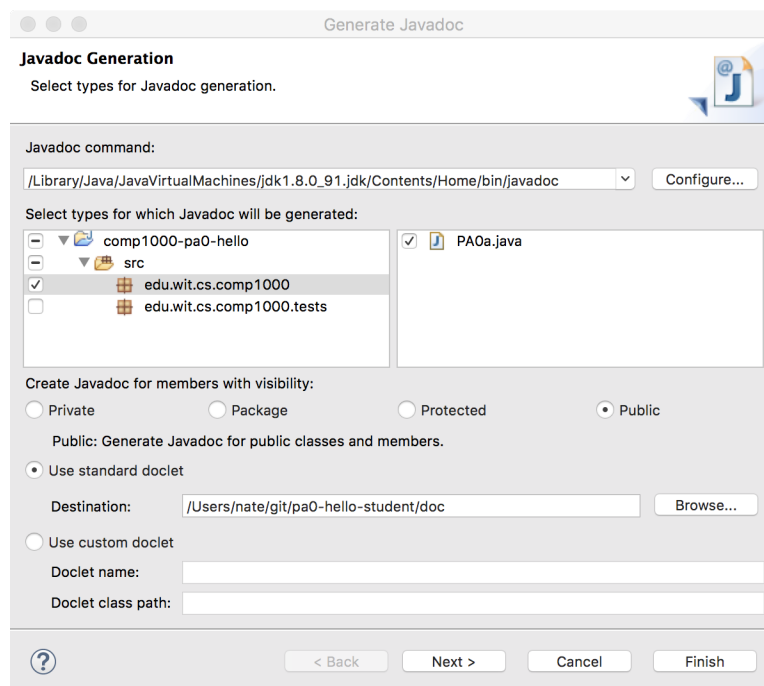 Generate Javadoc
Javadoc Generation
Select types for Javadoc generation.
@
J
Javadoc command:
/Library/Java/JavaVirtualMachines/jdk1.8.0_91.jdk/Contents/Home/bin/javadoc
Configure...
Select types for which Javadoc will be generated:
comp1000-pa0-hello
J PA0a.java
src
edu.wit.cs.comp1000
edu.wit.cs.comp1000.tests
Create Javadoc for members with visibility:
Private Package Protected Public
Public: Generate Javadoc for public classes and members.
Use standard doclet
Destination: /Users/nate/git/pa0-hello-student/doc Browse...
Use custom doclet
Doclet name:
Doclet class path:
? < Back Next > Cancel Finish